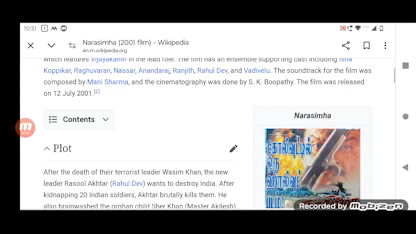 10:51
Narasimha (2001 film) - Wikipedia
en.m.wikipedia.org
which features Vijayakanth in the lead role. The film has an ensemble supporting cast including Isha
Koppikar, Raghuvaran, Nassar, Anandaraj, Ranjith, Rahul Dev, and Vadivelu. The soundtrack for the film was
composed by Mani Sharma, and the cinematography was done by S. K. Boopathy. The film was released
on 12 July 2001.
Contents
Narasimha
Plot
After the death of their terrorist leader Wasim Khan, the new
leader Rasool Akhtar (Rahul Dev) wants to destroy India. After
kidnapping 20 Indian soldiers, Akhtar brutally kills them. He
also brainwashed the orphan child Sher Khan (Master Akilesh)
ஒரு
Recorded by Mobizen